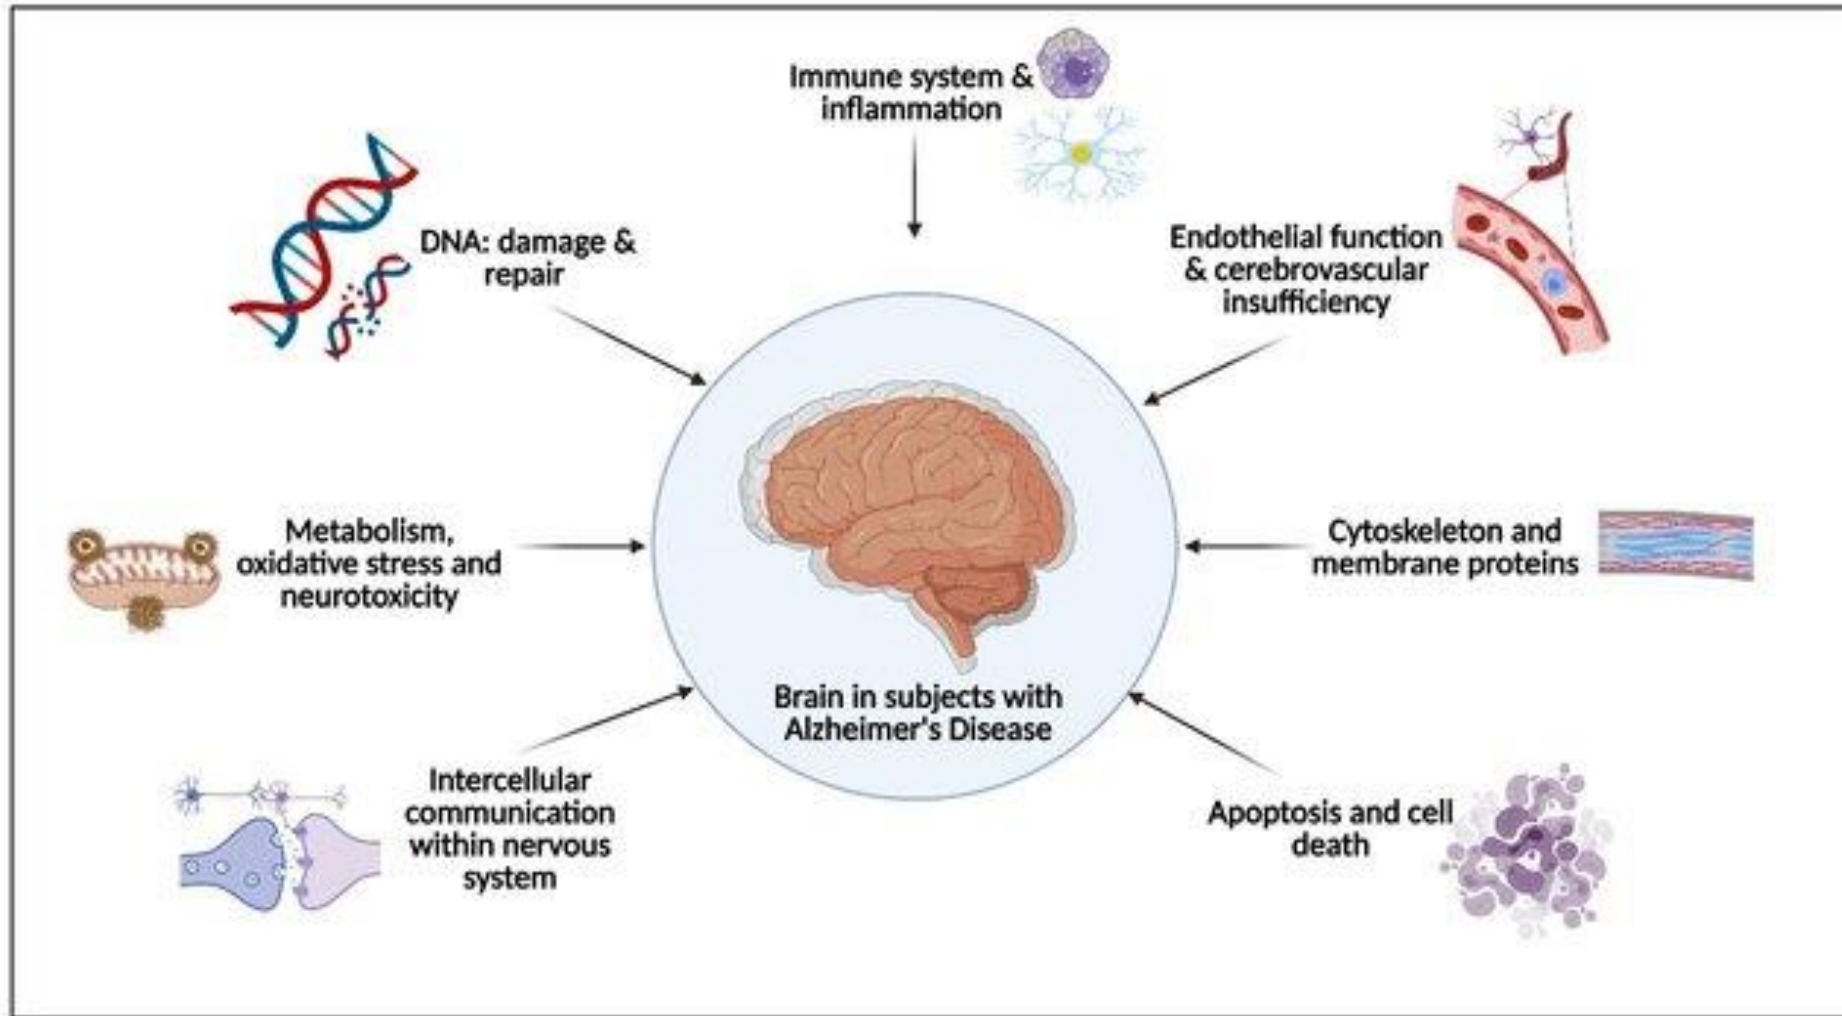 Immune system &
inflammation
DNA: damage &
repair
Endothelial function
& cerebrovascular
insufficiency
Metabolism,
oxidative stress and
neurotoxicity
Cytoskeleton and
membrane proteins
Brain in subjects with
Alzheimer's Disease
Intercellular
communication
within nervous
system
Apoptosis and cell
death